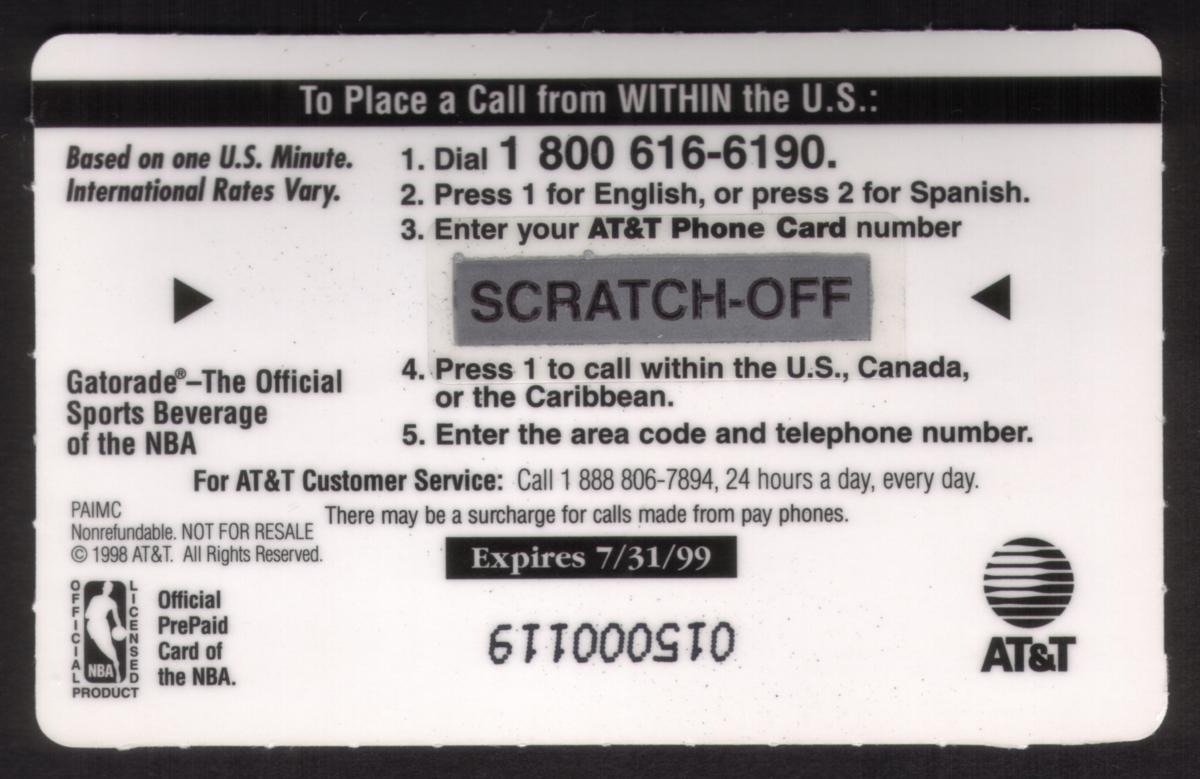 To Place a Call from WITHIN the U.S.:
Based on one U.S. Minute.
International Rates Vary.
1. Dial 1 800 616-6190.
2. Press 1 for English, or press 2 for Spanish.
3. Enter your AT&T Phone Card number
SCRATCH-OFF
4. Press 1 to call within the U.S., Canada,
or the Caribbean.
5. Enter the area code and telephone number.
Gatorade®–The Official
Sports Beverage
of the NBA
For AT&T Customer Service: Call 1 888 806-7894, 24 hours a day, every day.
There may be a surcharge for calls made from pay phones.
PAIMC
Nonrefundable. NOT FOR RESALE
© 1998 AT&T. All Rights Reserved.
Expires 7/31/99
OFFICIAL
LICENSED
NBA
PRODUCT
Official
PrePaid
Card of
the NBA.
0150000119
AT&T